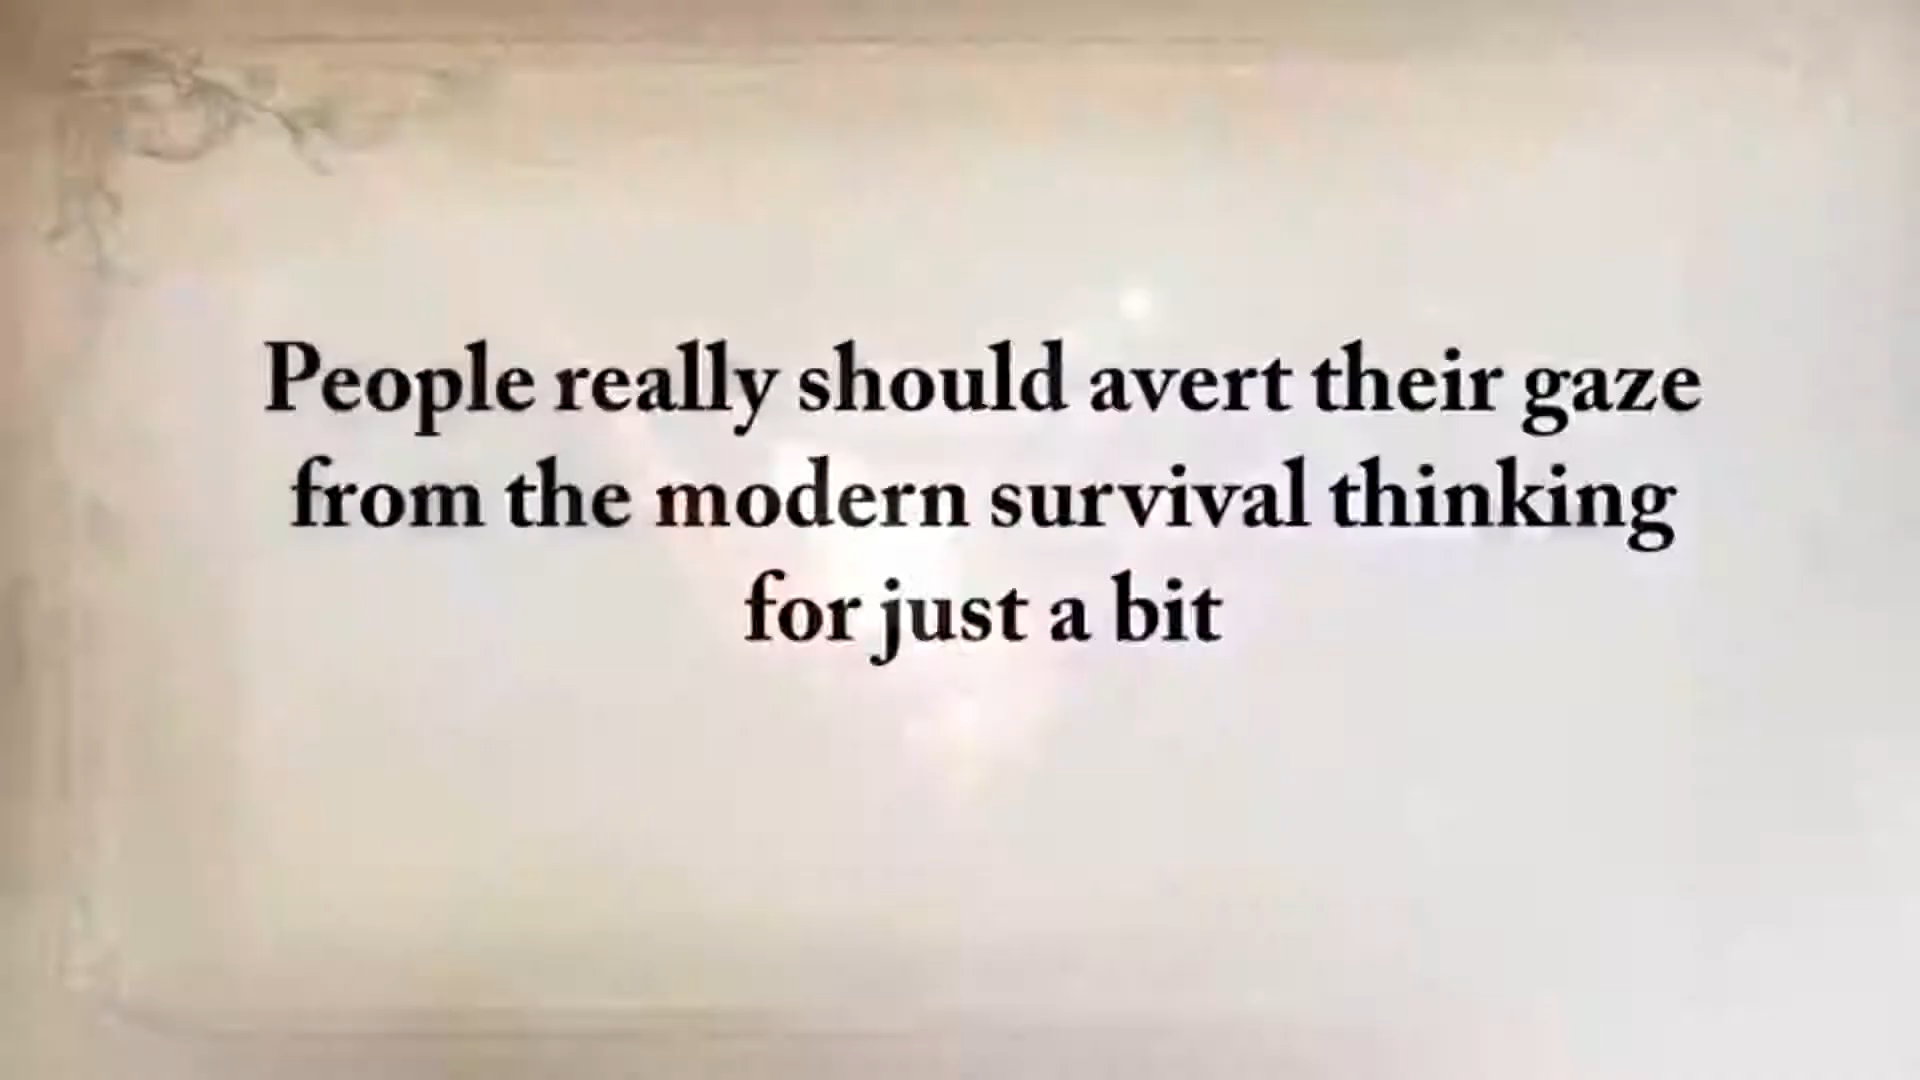 People really should avert their gaze
from the modern survival thinking
for just a bit